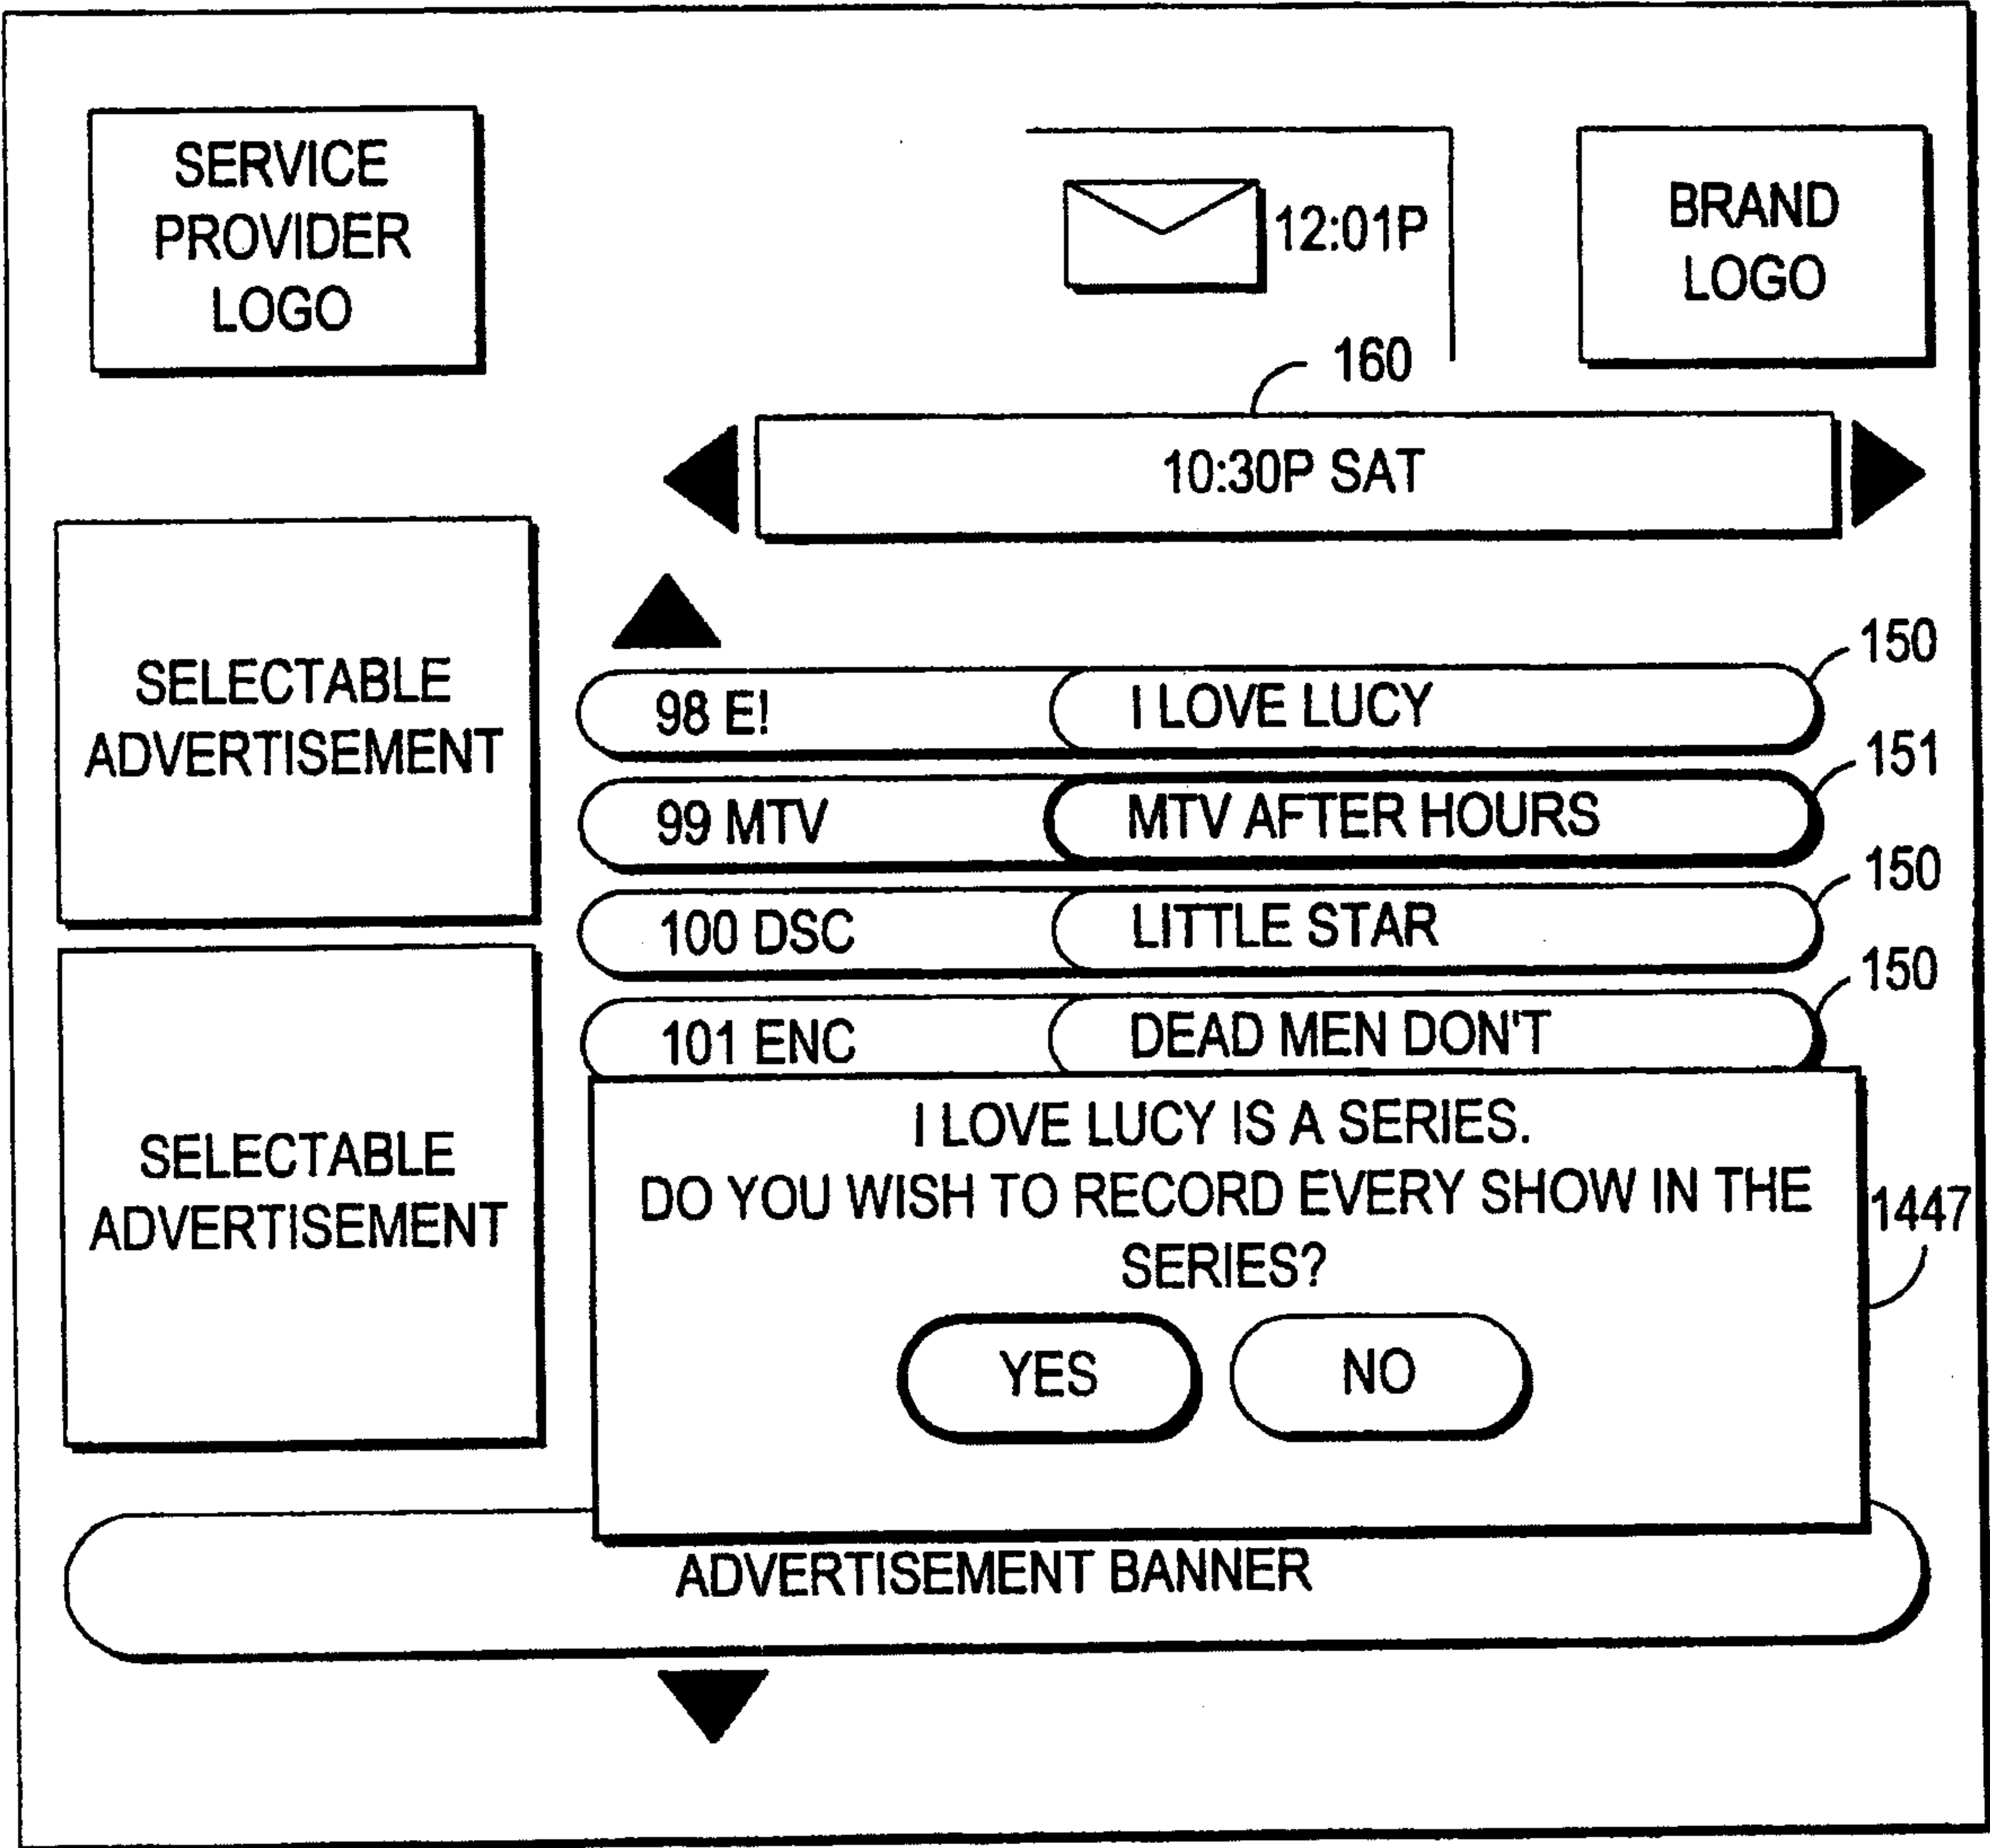 SERVICE
PROVIDER
LOGO
12:01P
BRAND
LOGO
160
10:30P SAT
SELECTABLE
ADVERTISEMENT
150
98 E! I LOVE LUCY
151
99 MTV MTV AFTER HOURS
150
100 DSC LITTLE STAR
150
101 ENC DEAD MEN DON'T
SELECTABLE
ADVERTISEMENT
I LOVE LUCY IS A SERIES.
DO YOU WISH TO RECORD EVERY SHOW IN THE
SERIES?
1447
YES NO
ADVERTISEMENT BANNER